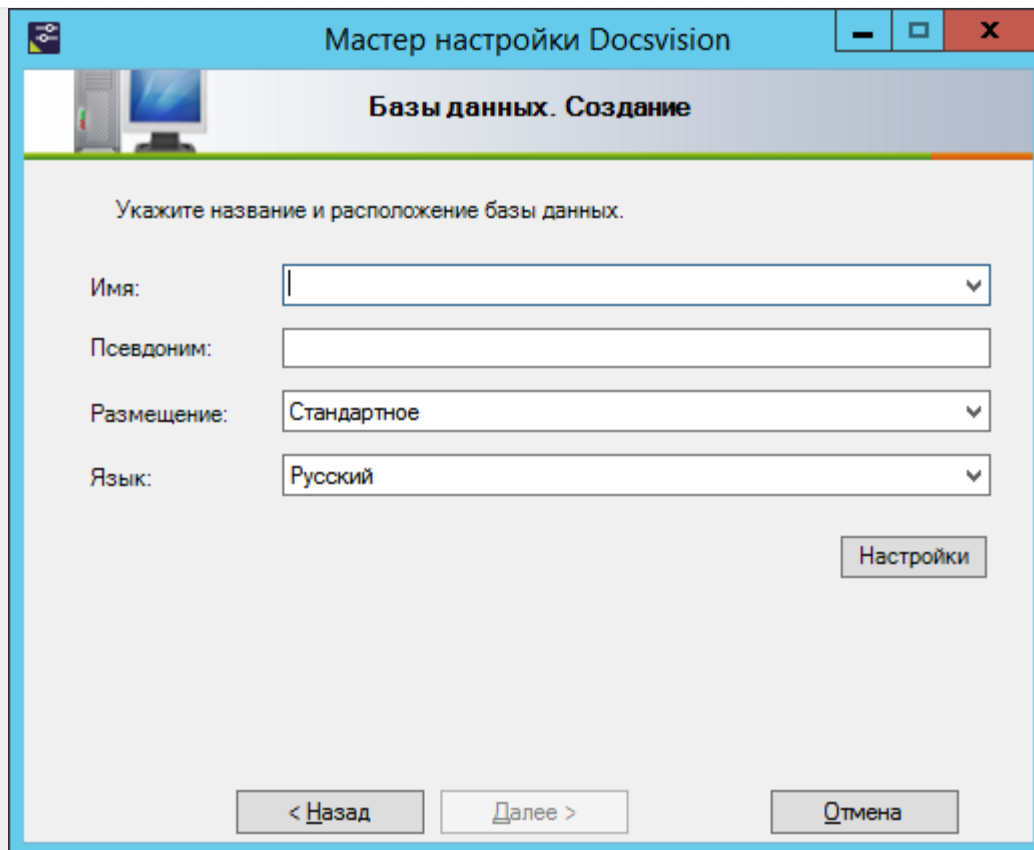 Мастер настройки Docsvision
Базы данных. Создание
Укажите название и расположение базы данных.
Имя:
Псевдоним:
Размещение: Стандартное
Язык: Русский
Настройки
< Назад Далее > Отмена